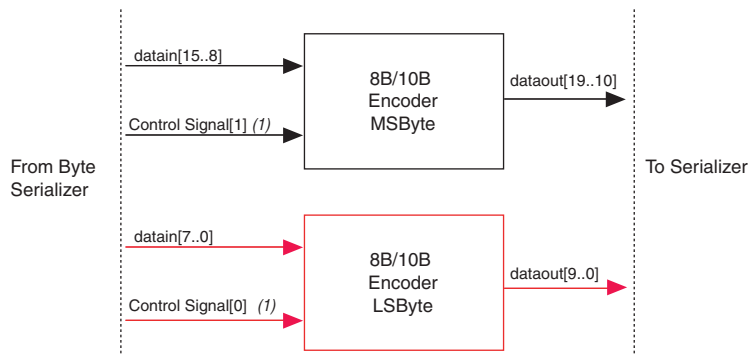 datain[15..8]
8B/10B
Encoder
MSByte
dataout[19..10]
Control Signal[1] (1)
From Byte
Serializer
To Serializer
datain[7..0]
8B/10B
Encoder
LSByte
dataout[9..0]
Control Signal[0] (1)